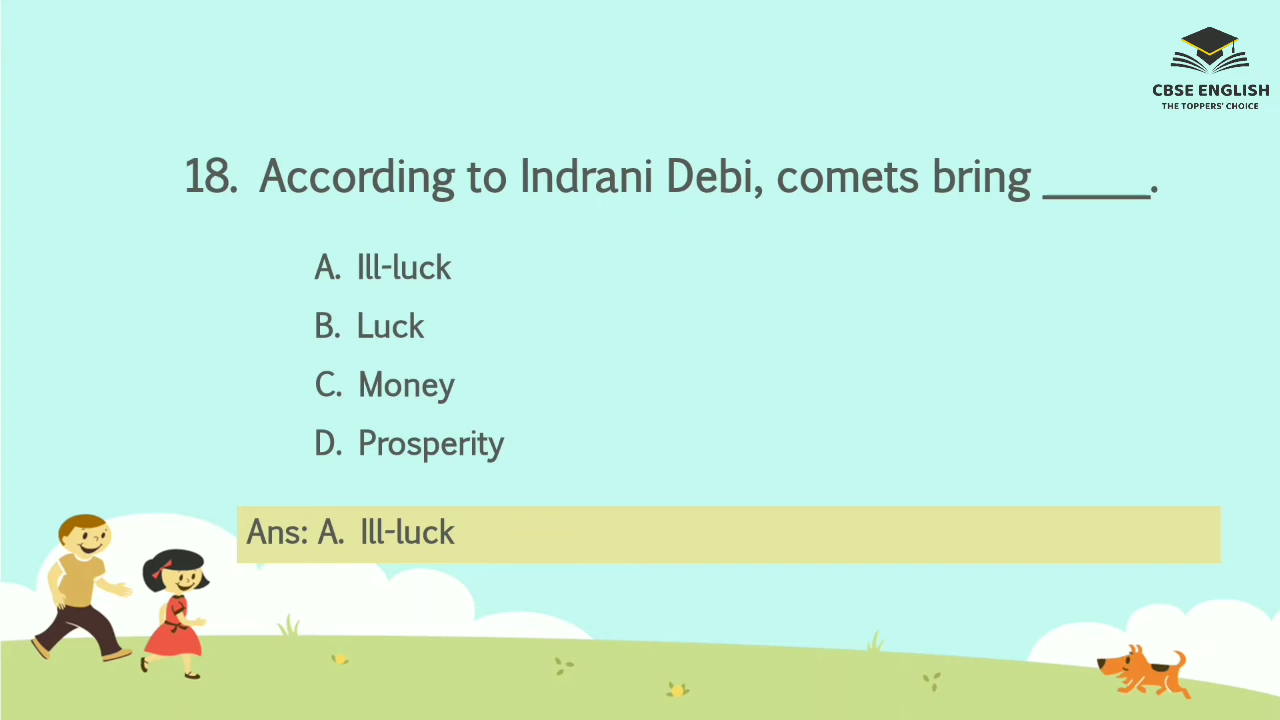 CBSE ENGLISH
THE TOPPERS' CHOICE
18. According to Indrani Debi, comets bring _____.
A. Ill-luck
B. Luck
C. Money
D. Prosperity
Ans: A. Ill-luck